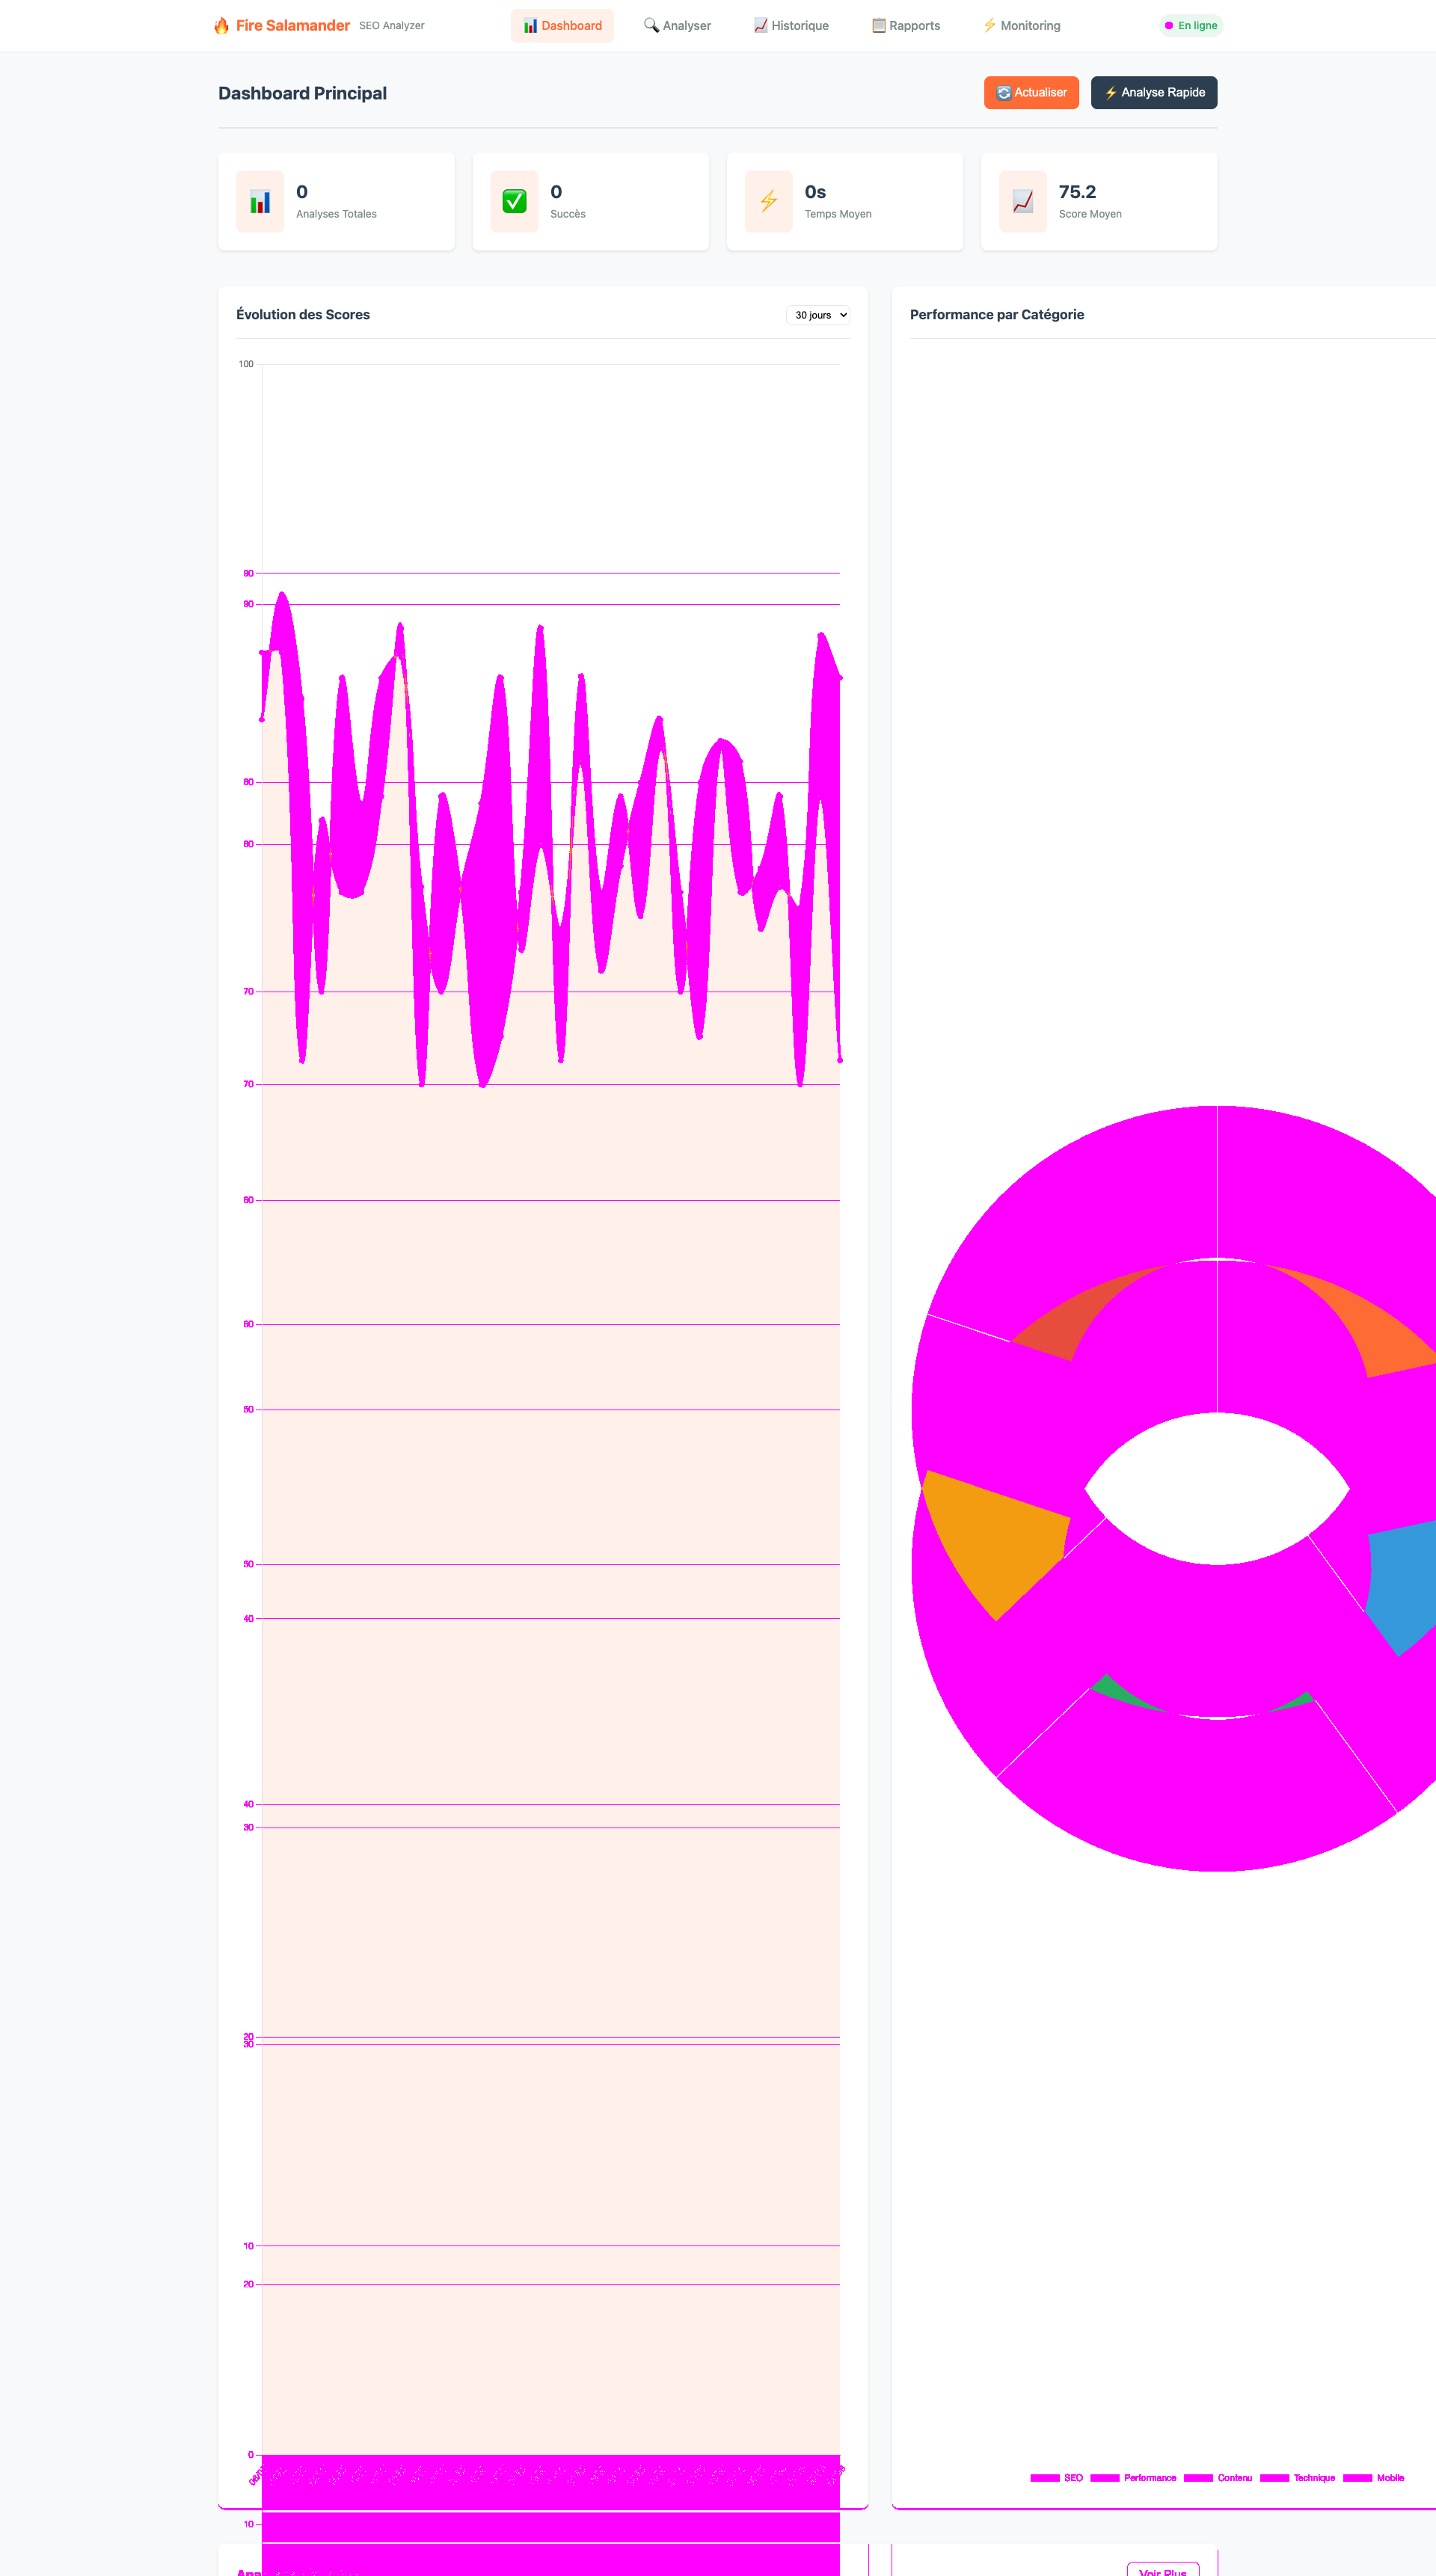 🔥 Fire Salamander SEO Analyzer
📊 Dashboard
🔍 Analyser
📈 Historique
📋 Rapports
⚡ Monitoring
En ligne
Dashboard Principal
🔄 Actualiser
⚡ Analyse Rapide
0
Analyses Totales
0
Succès
0s
Temps Moyen
75.2
Score Moyen
Évolution des Scores
30 jours
Performance par Catégorie
100
90
90
80
80
70
70
60
60
50
50
40
40
30
20
30
10
20
0
SEO
Performance
Contenu
Technique
Mobile
10
Voir Plus